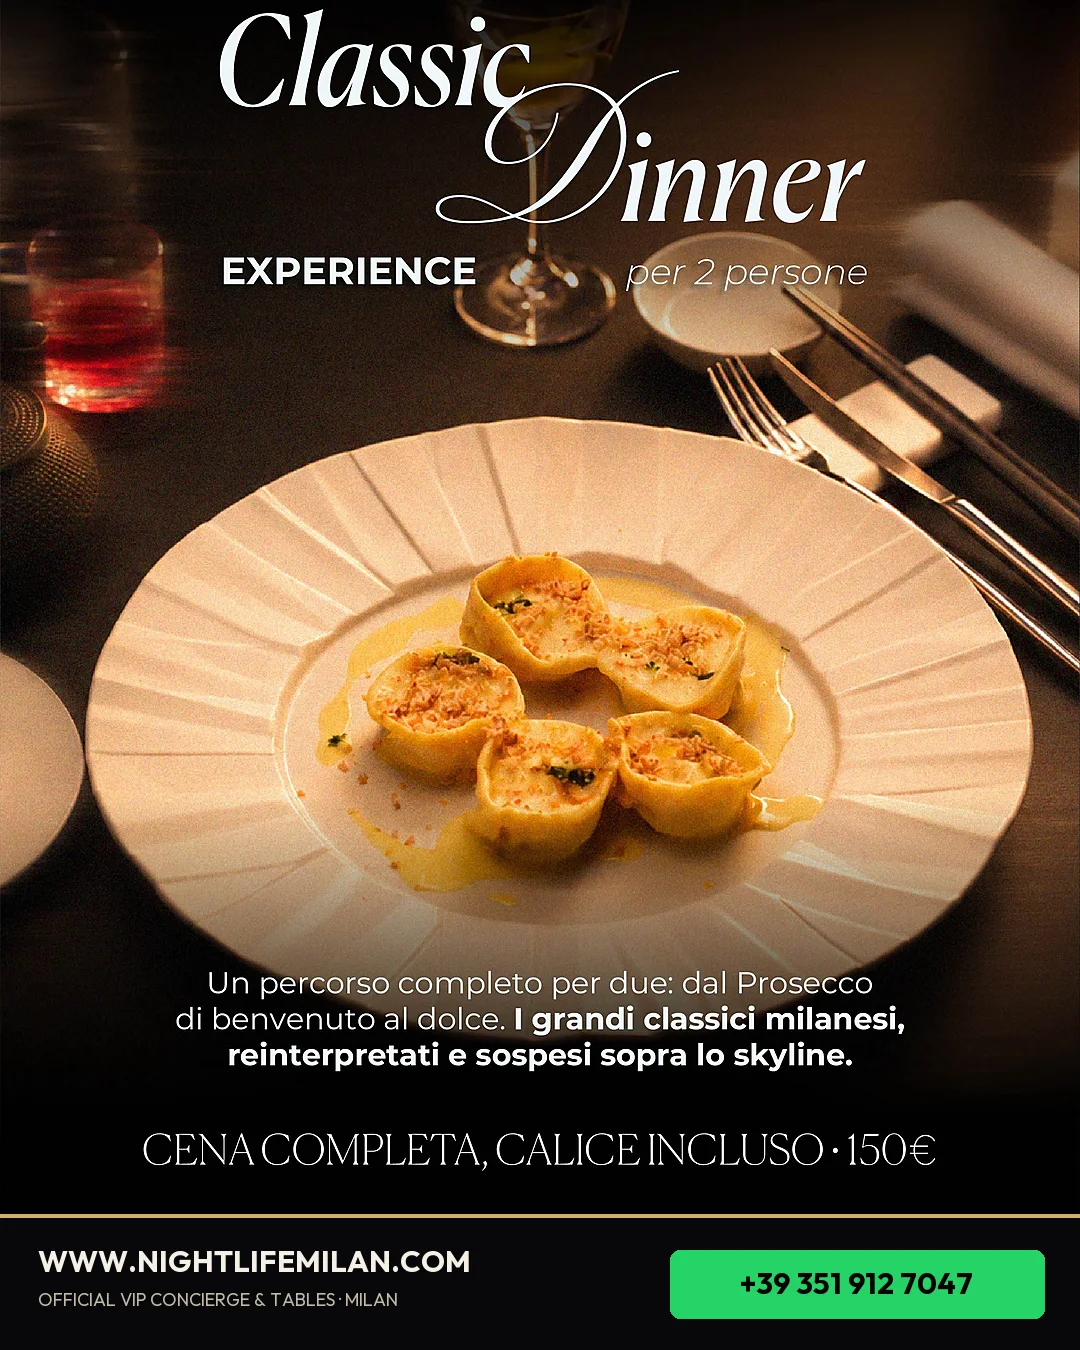 Classic
Dinner
EXPERIENCE per 2 persone
Un percorso completo per due: dal Prosecco
di benvenuto al dolce. I grandi classici milanesi,
reinterpretati e sospesi sopra lo skyline.
CENA COMPLETA, CALICE INCLUSO · 150€
WWW.NIGHTLIFEMILAN.COM
OFFICIAL VIP CONCIERGE & TABLES · MILAN
+39 351 912 7047